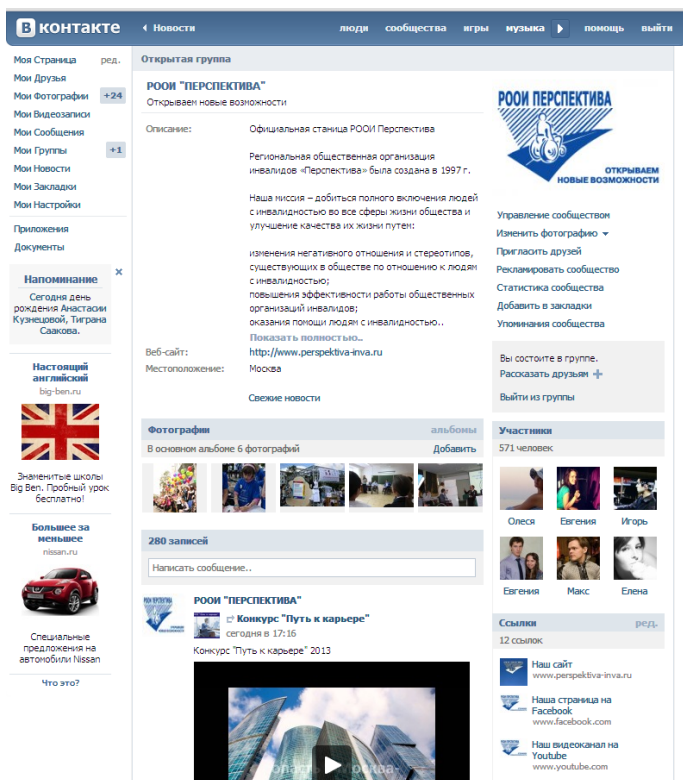 В контакте
Новости
люди сообщества игры музыка помощь выйти
Моя Страница ред.
Мои Друзья
Мои Фотографии +24
Мои Видеозаписи
Мои Сообщения
Мои Группы +1
Мои Новости
Мои Закладки
Мои Настройки
Приложения
Документы
Напоминание
Сегодня день
рождения Анастасии
Кузнецовой, Тиграна
Саакова.
Настоящий
английский
big-ben.ru
Знаменитые школы
Big Ben. Пробный урок
бесплатно!
Большее за
меньшее
nissan.ru
Специальные
предложения на
автомобили Nissan
Что это?
Открытая группа
РООИ "ПЕРСПЕКТИВА"
Открываем новые возможности
Описание: Официальная станица РООИ Перспектива
Региональная общественная организация
инвалидов «Перспектива» была создана в 1997 г.
Наша миссия – добиться полного включения людей
с инвалидностью во все сферы жизни общества и
улучшение качества их жизни путем:
изменения негативного отношения и стереотипов,
существующих в обществе по отношению к людям
с инвалидностью;
повышения эффективности работы общественных
организаций инвалидов;
оказания помощи людям с инвалидностью..
Показать полностью..
Веб-сайт: http://www.perspektiva-inva.ru
Местоположение: Москва
Свежие новости
Фотографии альбомы
В основном альбоме 6 фотографий Добавить
280 записей
Написать сообщение..
РООИ "ПЕРСПЕКТИВА"
Конкурс "Путь к карьере"
сегодня в 17:16
Конкурс "Путь к карьере" 2013
РООИ ПЕРСПЕКТИВА
ОТКРЫВАЕМ
НОВЫЕ ВОЗМОЖНОСТИ
Управление сообществом
Изменить фотографию
Пригласить друзей
Рекламировать сообщество
Статистика сообщества
Добавить в закладки
Упоминания сообщества
Вы состоите в группе.
Рассказать друзьям
Выйти из группы
Участники
571 человек
Олеся Евгения Игорь
Евгения Макс Елена
Ссылки ред.
12 ссылок
Наш сайт
www.perspektiva-inva.ru
Наша страница на
Facebook
www.facebook.com
Наш видеоканал на
Youtube
www.youtube.com